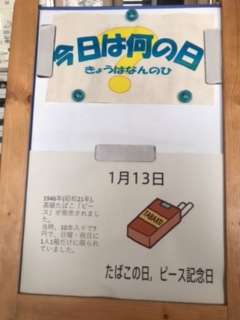 今日は何の日
?
きょうはなんのひ
1月13日
1946年(昭和21年)、
高級たばこ「ピー
ス」が発売されまし
た。
当時、10本入りで7
円で、日曜・祝日に
1人1箱だけに限られ
ていました。
TABAKO
たばこの日，ピース記念日